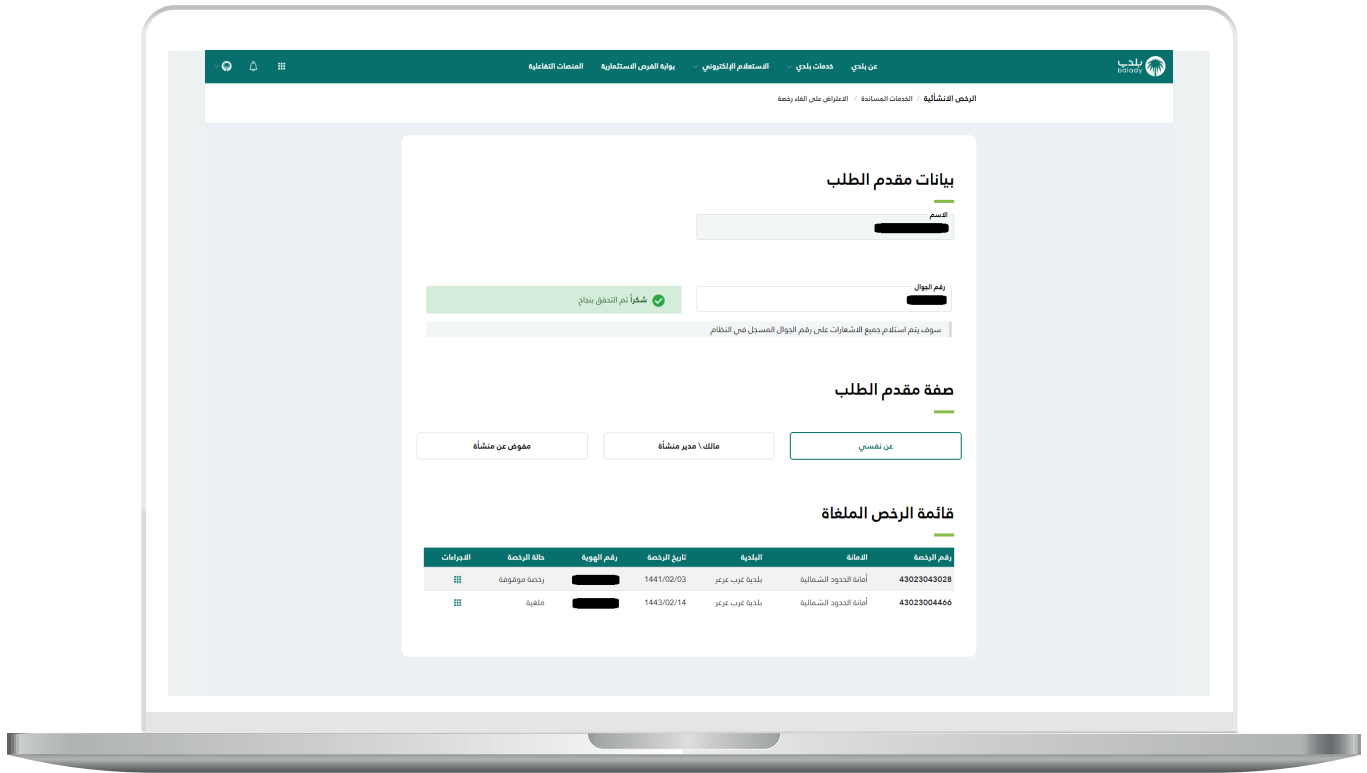 بلدي
balady
عن بلدي خدمات بلدي الاستعلام الإلكتروني بوابة الفرص الاستثمارية المنصات التفاعلية
الرخص الانشائية / الخدمات المساندة / الاعتراض على الغاء رخصة
بيانات مقدم الطلب
الاسم
رقم الجوال
شكراً تم التحقق بنجاح
سوف يتم استلام جميع الاشعارات على رقم الجوال المسجل في النظام
صفة مقدم الطلب
عن نفسي مالك \ مدير منشأة مفوض عن منشأة
قائمة الرخص الملغاة
رقم الرخصة الامانة البلدية تاريخ الرخصة رقم الهوية حالة الرخصة الاجراءات
43023043028 أمانة الحدود الشمالية بلدية غرب عرعر 1441/02/03 رخصة موقوفة
43023004466 أمانة الحدود الشمالية بلدية غرب عرعر 1443/02/14 ملغية